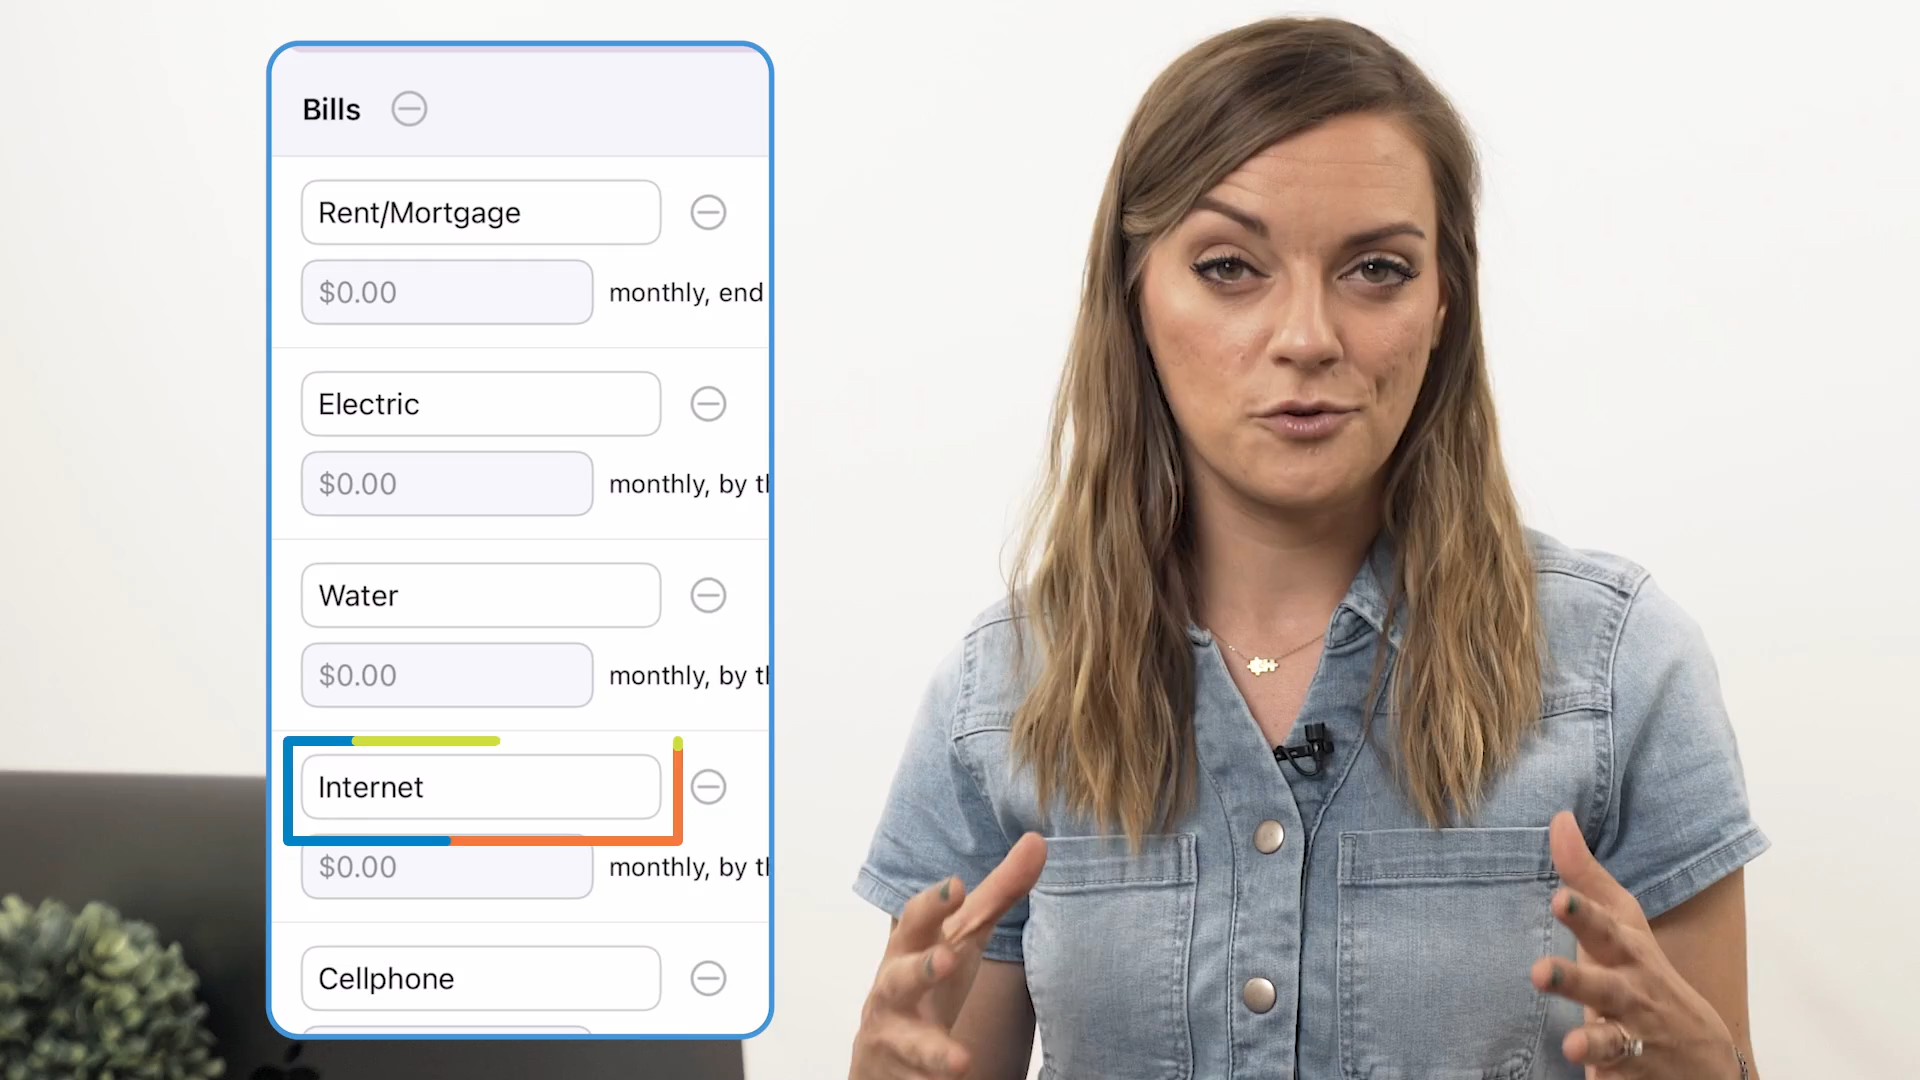 Bills
Rent/Mortgage
$0.00 monthly, end
Electric
$0.00 monthly, by
Water
$0.00 monthly, by
Internet
$0.00 monthly, by
Cellphone